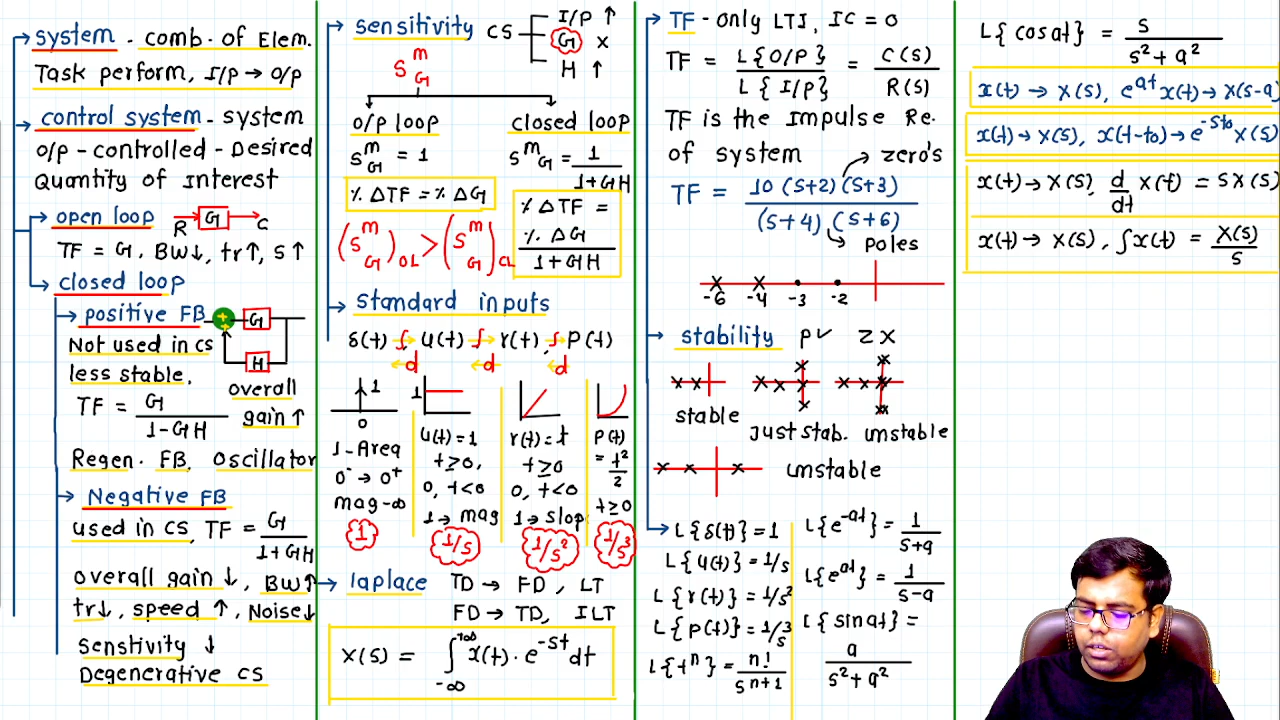 system - comb. of Elem.
Task perform, I/P → O/P
control system - system
O/P - controlled - Desired
Quantity of Interest
open loop R G C
TF = G, BW↓, tr↑, S↑
closed loop
positive FB + G
Not used in cs H
less stable.
overall
gain ↑
TF = G / 1-GH
Regen. FB, Oscillator
Negative FB
used in CS, TF = G / 1+GH
overall gain ↓, BW↑
tr↓, speed ↑, Noise↓
Senstivity ↓
Degenerative CS
sensitivity CS I/P ↑
G x
H ↑
S^m_G
O/P loop closed loop
S^m_G = 1 S^m_G = 1 / 1+GH
% ΔTF = % ΔG
% ΔTF = % ΔG / 1+GH
(S^m_G)OL > (S^m_G)CL
standard inputs
δ(t) ∫ u(t) ∫ r(t) ∫ P(t)
d d d
1 1
0
1-Area u(t)=1 r(t)=t P(t)
0⁻ → 0⁺ t≥0, t≥0 = t²/2
mag-∞ 0, t<0 0, t<0 t≥0
1→ mag 1→ slop
1 1/s 1/s² 1/s³
laplace TD → FD, LT
FD → TD, ILT
X(S) = ∫ +∞ -∞ x(t). e^-st dt
TF - only LTI, IC = 0
TF = L{O/P} / L{I/P} = C(S) / R(S)
TF is the Impulse Re.
of system zero's
TF = 10 (S+2) (S+3) / (S+4) (S+6)
poles
-6 -4 -3 -2
stability P✓ Z X
stable Just stab. unstable
unstable
L{δ(t)} = 1
L{u(t)} = 1/s
L{r(t)} = 1/s²
L{P(t)} = 1/s³
L{t^n} = n! / s^n+1
L{e^-at} = 1 / s+a
L{e^at} = 1 / s-a
L{sin at} =
a / s²+a²
L{cos at} = s / s²+a²
x(t) → X(S), e^at x(t) → X(s-a)
x(t) → X(S), x(t-to) → e^-sto X(S)
x(t) → X(S), d/dt x(t) = S X(S)
x(t) → X(S), ∫x(t) = X(S) / S